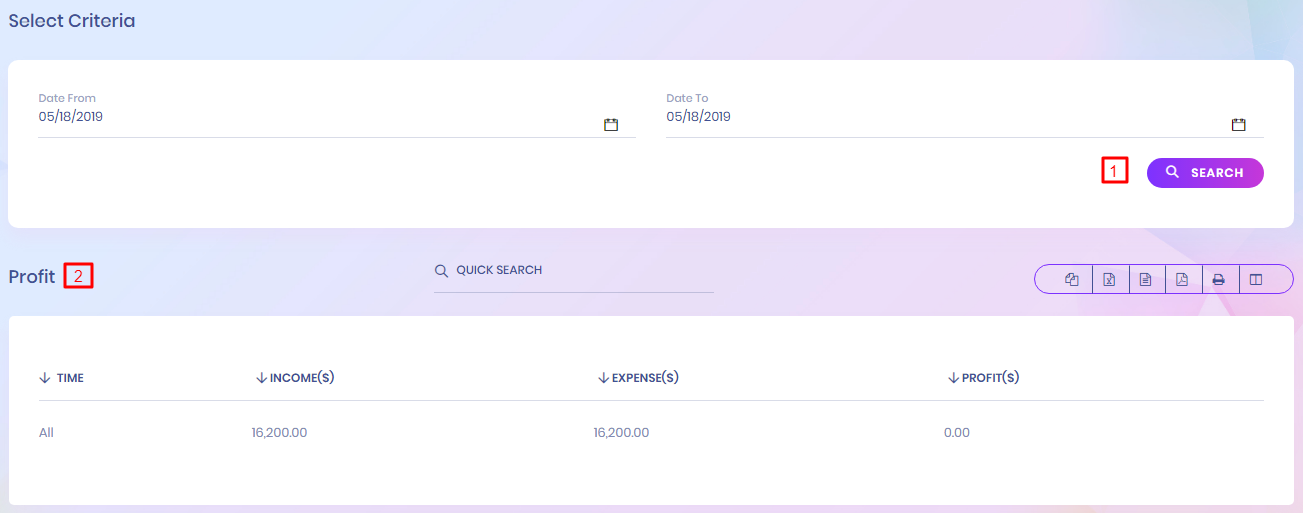 Select Criteria
Date From
Date To
05/18/2019
05/18/2019
1
SEARCH
Profit
2
QUICK SEARCH
TIME
INCOME($)
EXPENSE($)
PROFIT($)
All
16,200.00
16,200.00
0.00